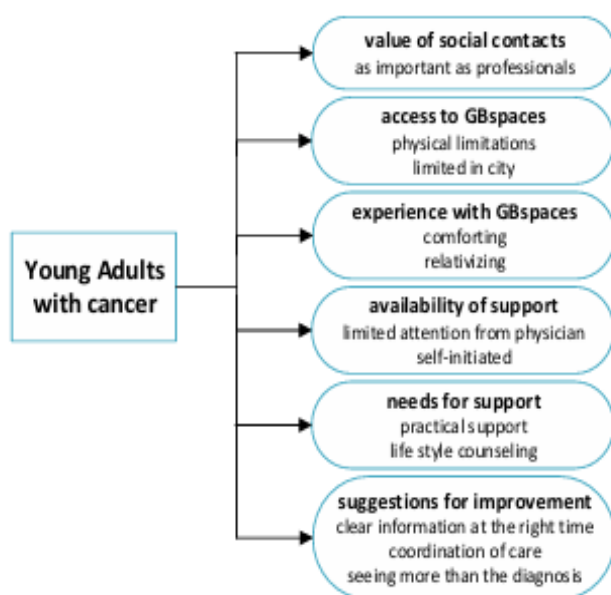 value of social contacts
as important as professionals
access to GBspaces
physical limitations
limited in city
experience with GBspaces
comforting
relativizing
Young Adults
with cancer
availability of support
limited attention from physician
self-initiated
needs for support
practical support
life style counseling
suggestions for improvement
clear information at the right time
coordination of care
seeing more than the diagnosis